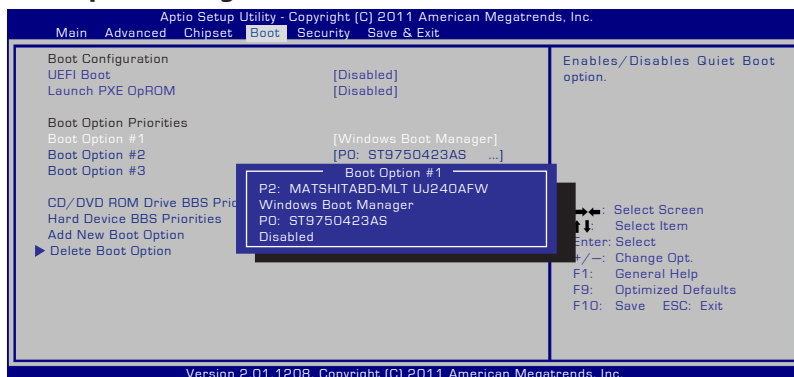 Aptio Setup Utility - Copyright (C) 2011 American Megatrends, Inc.
Main Advanced Chipset Boot Security Save & Exit
Boot Configuration
UEFI Boot [Disabled]
Launch PXE OpROM [Disabled]
Boot Option Priorities
Boot Option #1 [Windows Boot Manager]
Boot Option #2 [P0: ST9750423AS ...]
Boot Option #3
CD/DVD ROM Drive BBS
Hard Device BBS Priorities
Add New Boot Option
Delete Boot Option
Boot Option #1
P2: MATSHITABD-MLT UJ240AFW
Windows Boot Manager
P0: ST9750423AS
Disabled
Enables/Disables Quiet Boot
option.
→←: Select Screen
↑↓: Select Item
Enter: Select
+/—: Change Opt.
F1: General Help
F9: Optimized Defaults
F10: Save ESC: Exit
Version 2.01.1208. Copyright (C) 2011 American Megatrends, Inc.